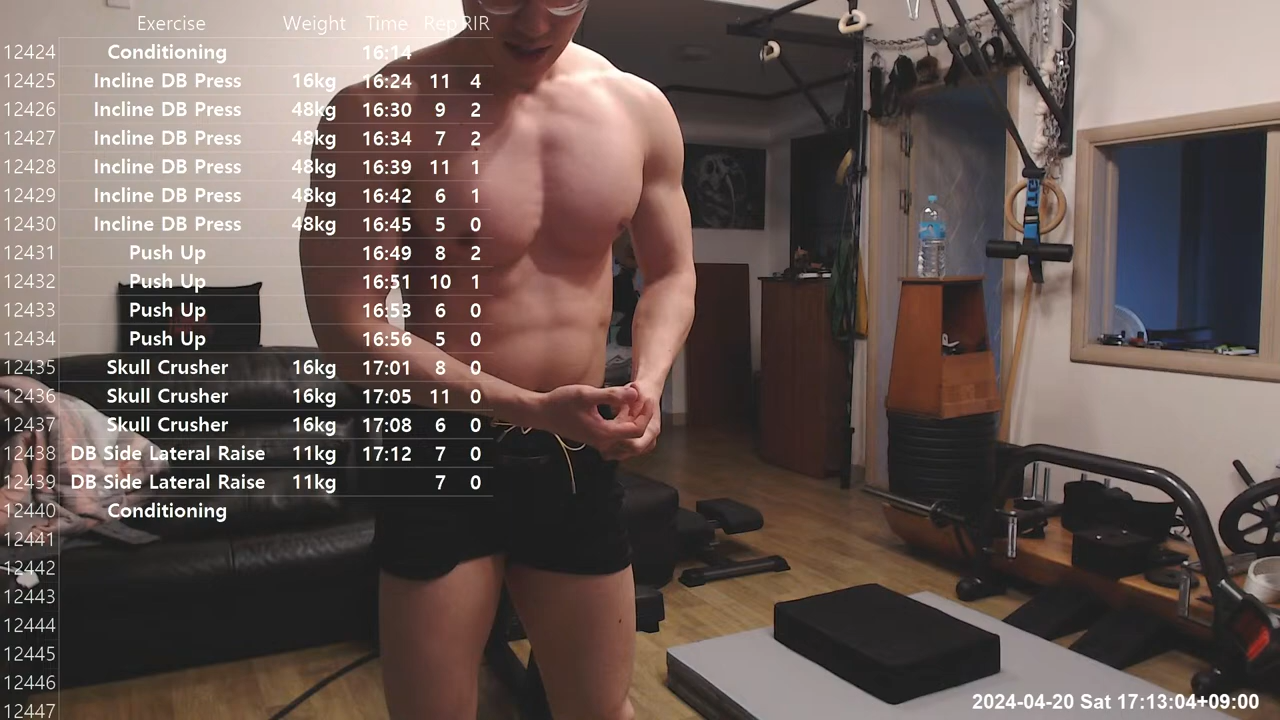 Exercise Weight Time Rep RIR
12424 Conditioning 16:14
12425 Incline DB Press 16kg 16:24 11 4
12426 Incline DB Press 48kg 16:30 9 2
12427 Incline DB Press 48kg 16:34 7 2
12428 Incline DB Press 48kg 16:39 11 1
12429 Incline DB Press 48kg 16:42 6 1
12430 Incline DB Press 48kg 16:45 5 0
12431 Push Up 16:49 8 2
12432 Push Up 16:51 10 1
12433 Push Up 16:53 6 0
12434 Push Up 16:56 5 0
12435 Skull Crusher 16kg 17:01 8 0
12436 Skull Crusher 16kg 17:05 11 0
12437 Skull Crusher 16kg 17:08 6 0
12438 DB Side Lateral Raise 11kg 17:12 7 0
12439 DB Side Lateral Raise 11kg 7 0
12440 Conditioning
12441
12442
12443
12444
12445
12446
12447
2024-04-20 Sat 17:13:04+09:00